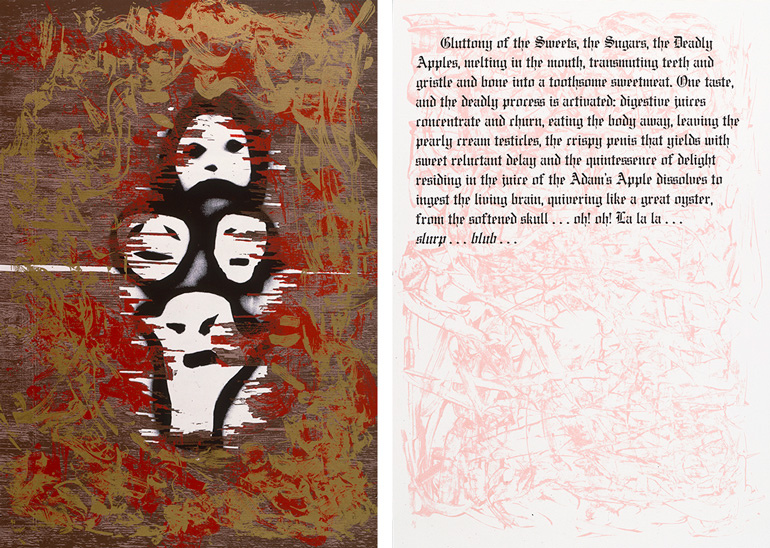 Gluttony of the Sweets, the Sugars, the Deadly
Apples, melting in the mouth, transmuting teeth and
gristle and bone into a toothsome sweetmeat. One taste,
and the deadly process is activated: digestive juices
concentrate and churn, eating the body away, leaving the
pearly cream testicles, the crispy penis that yields with
sweet reluctant delay and the quintessence of delight
residing in the juice of the Adam's Apple dissolves to
ingest the living brain, quivering like a great oyster,
from the softened skull . . . oh! oh! La la la . . .
slurp . . . blub . . .